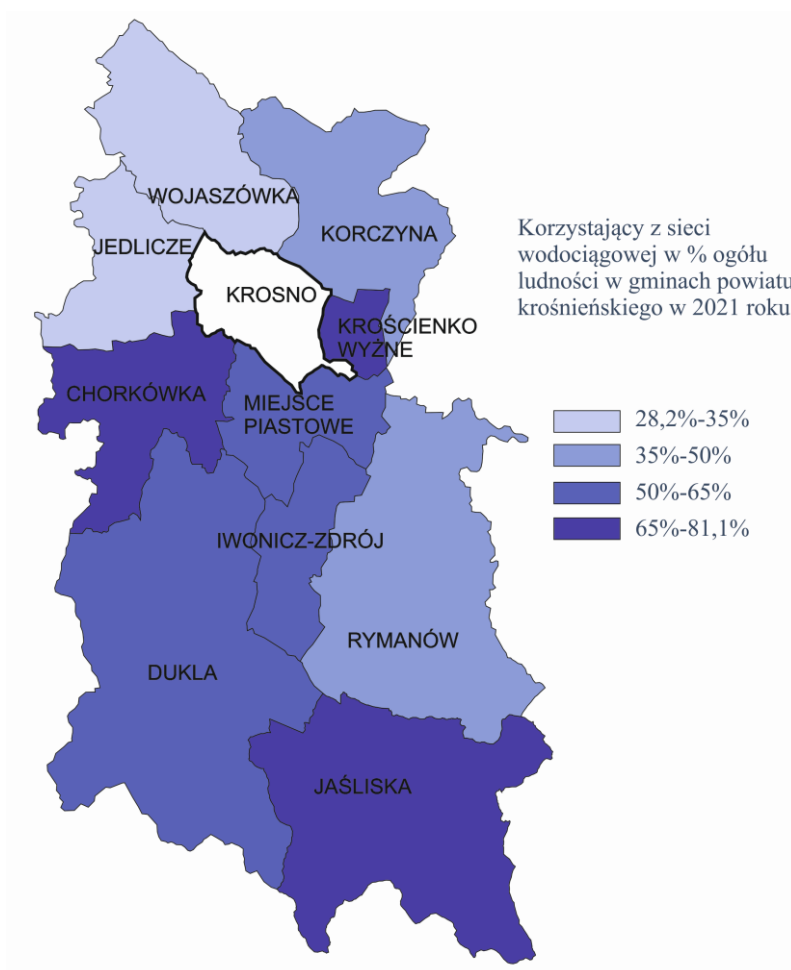 WOJASZÓWKA
JEDLICZE
KORCZYNA
KROSNO
KROŚCIENKO
WYŻNE
CHORKÓWKA
MIEJSCE
PIASTOWE
IWONICZ-ZDRÓJ
RYMANÓW
DUKLA
JAŚLISKA
Korzystający z sieci
wodociągowej w % ogółu
ludności w gminach powiatu
krośnieńskiego w 2021 roku
28,2%-35%
35%-50%
50%-65%
65%-81,1%